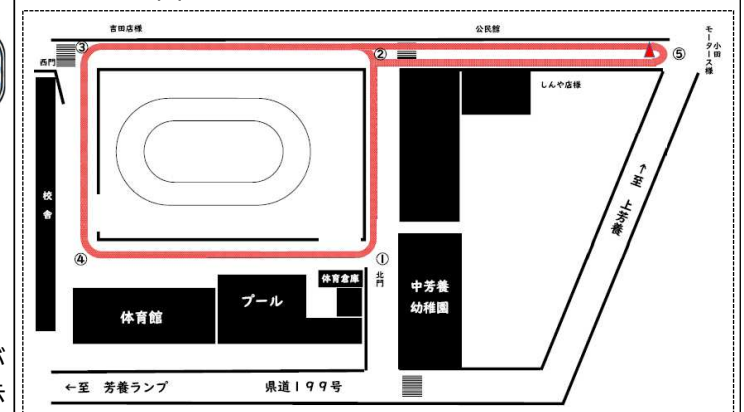 吉田店様
公民館
小田
モータース様
③
②
⑤
西門
しんや店様
校舎
↑至 上芳養
④
①
北門
体育倉庫
体育館
プール
中芳養
幼稚園
←至 芳養ランプ
県道199号
が
示